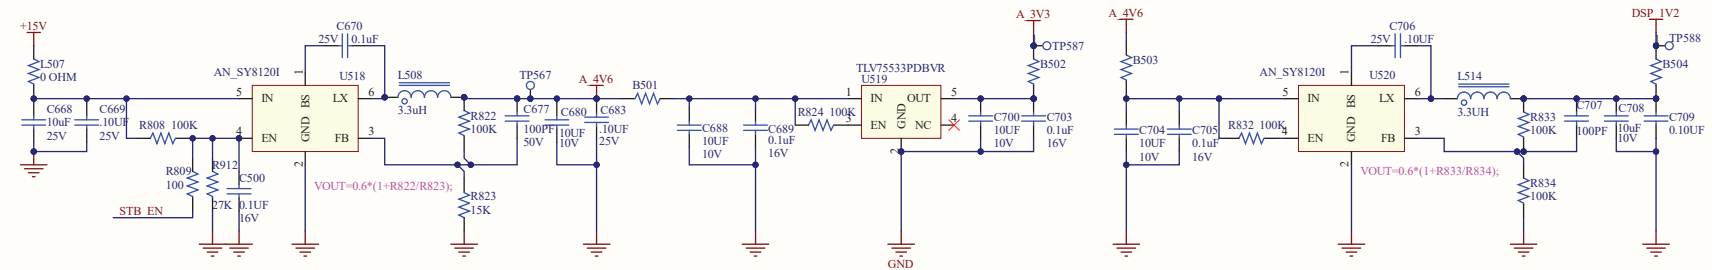 +15V
L507
0 OHM
C668
10uF
25V
C669
.10UF
25V
R808 100K
R809
100
STB_EN
R912
27K
C500
0.1UF
16V
AN_SY8120I
U518
5
IN
4
EN
1
BS
GND
2
LX
6
FB
3
C670
25V
0.1uF
L508
3.3uH
VOUT=0.6*(1+R822/R823);
R822
100K
R823
15K
TP567
C677
100PF
50V
C680
10UF
10V
A_4V6
C683
.10UF
25V
B501
C688
10UF
10V
C689
0.1uF
16V
R824 100K
TLV75533PDBVR
U519
1
IN
3
EN
GND
2
OUT
5
NC
4
GND
C700
10UF
10V
A_3V3
TP587
B502
C703
0.1uF
16V
A_4V6
B503
C704
10UF
10V
C705
0.1uF
16V
R832 100K
AN_SY8120I
U520
5
IN
4
EN
1
BS
GND
2
LX
6
FB
3
C706
25V
.10UF
L514
3.3UH
VOUT=0.6*(1+R833/R834);
R833
100K
R834
100K
C707
100PF
C708
10uF
10V
DSP_1V2
TP588
B504
C709
0.10UF